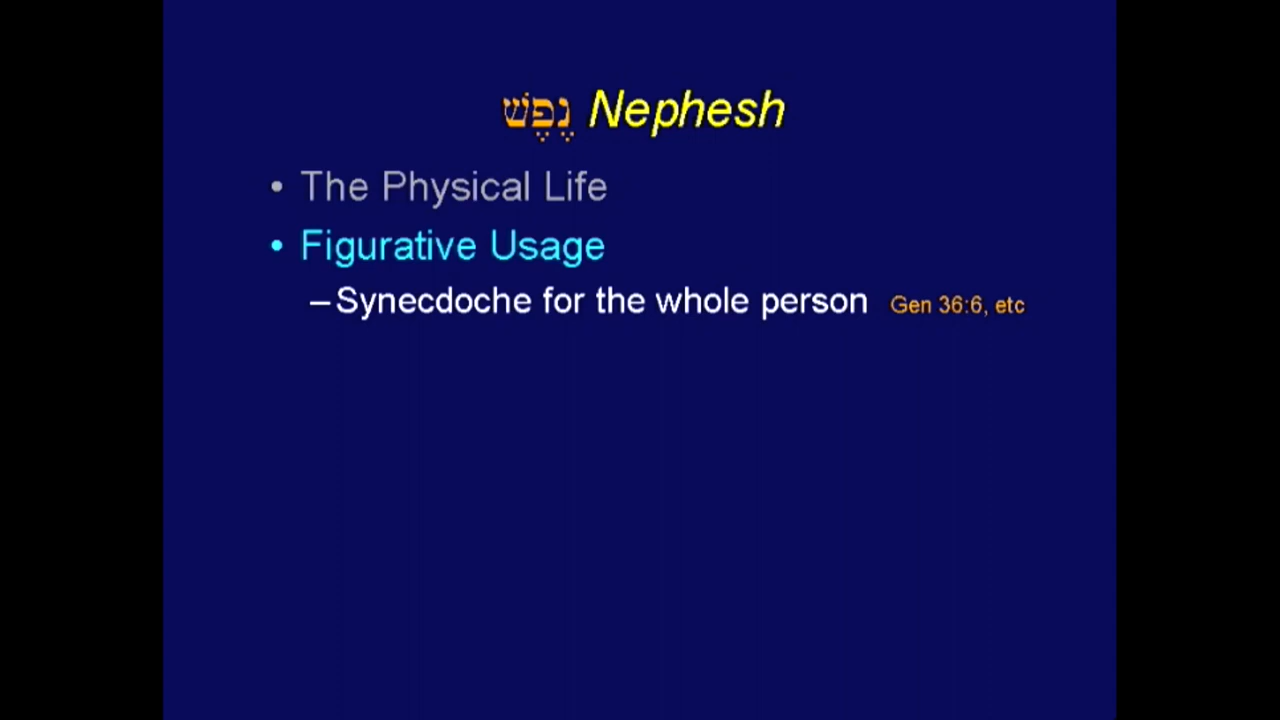 נֶפֶשׁ Nephesh
• The Physical Life
• Figurative Usage
– Synecdoche for the whole person Gen 36:6, etc